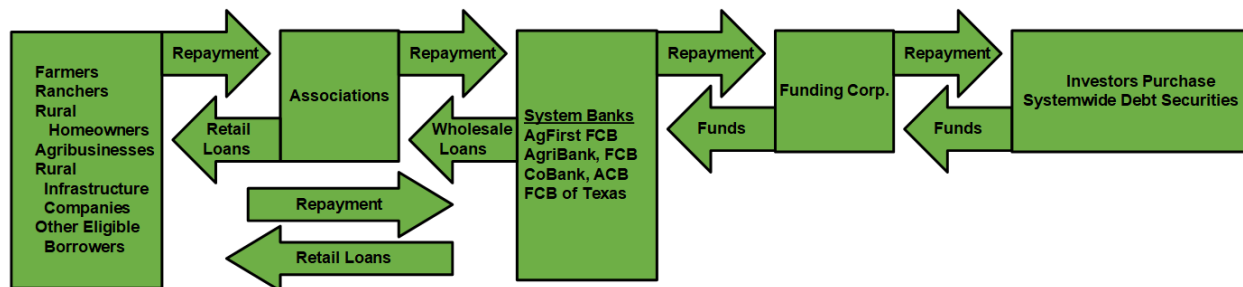 Farmers
Ranchers
Rural
Homeowners
Agribusinesses
Rural
Infrastructure
Companies
Other Eligible
Borrowers
Repayment
Retail
Loans
Associations
Repayment
Wholesale
Loans
Repayment
Retail Loans
System Banks
AgFirst FCB
AgriBank, FCB
CoBank, ACB
FCB of Texas
Repayment
Funds
Funding Corp.
Repayment
Funds
Investors Purchase
Systemwide Debt Securities